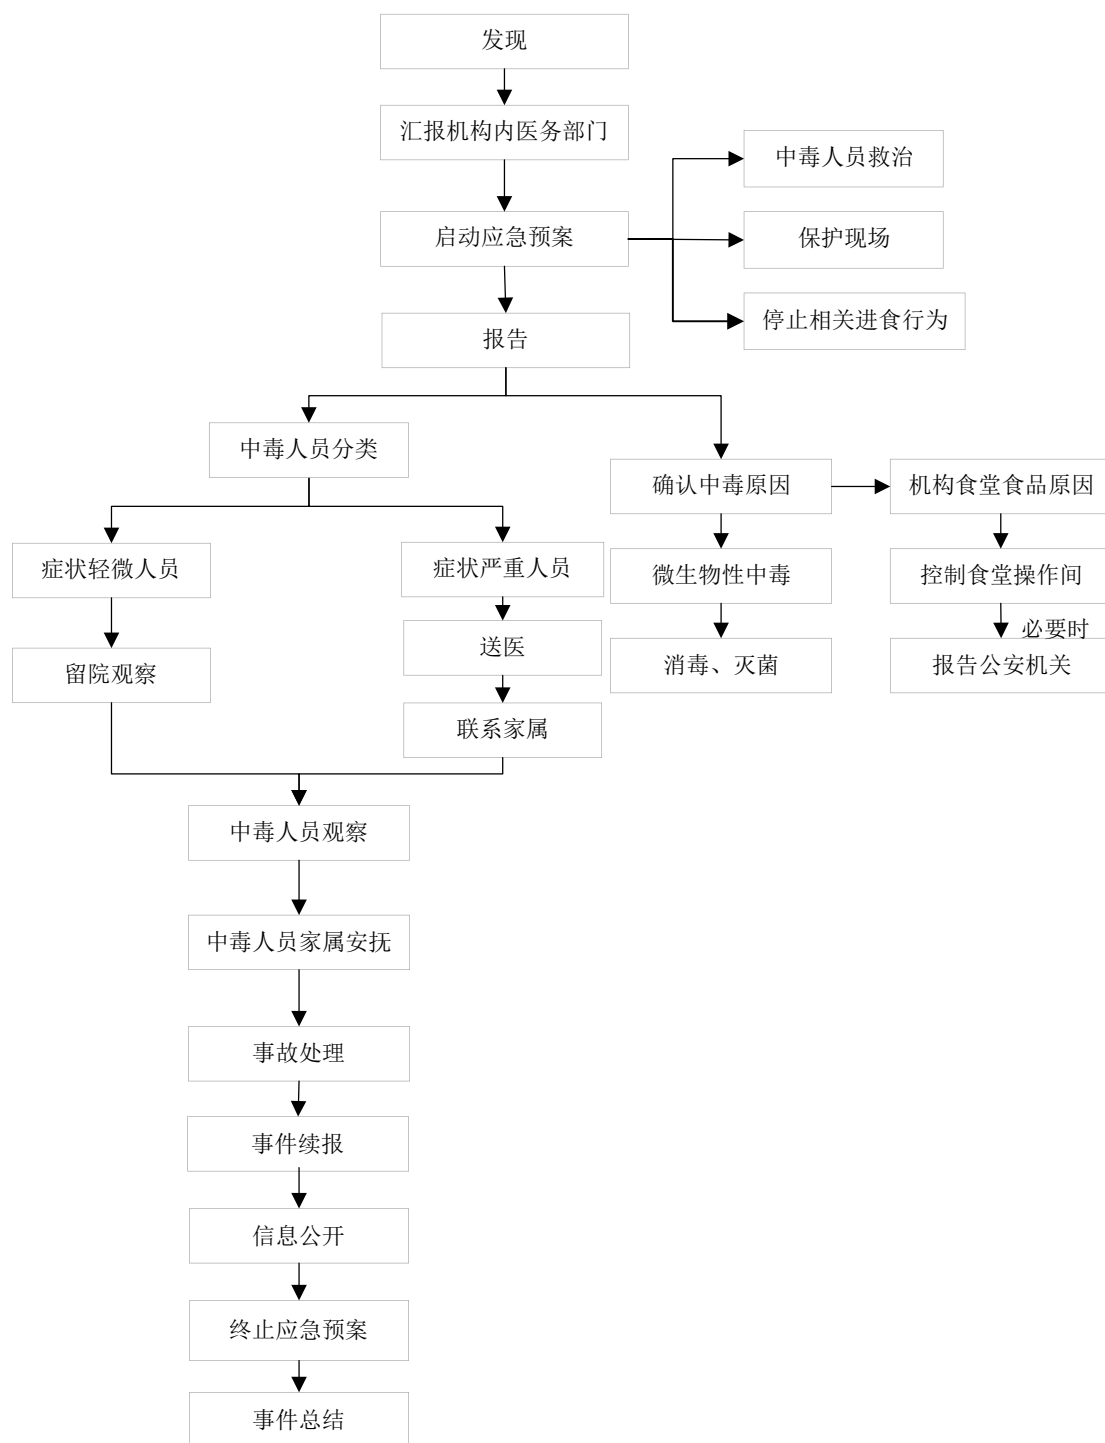 发现
汇报机构内医务部门
中毒人员救治
启动应急预案
保护现场
停止相关进食行为
报告
中毒人员分类
确认中毒原因
机构食堂食品原因
症状轻微人员
症状严重人员
微生物性中毒
控制食堂操作间
必要时
留院观察
送医
消毒、灭菌
报告公安机关
联系家属
中毒人员观察
中毒人员家属安抚
事故处理
事件续报
信息公开
终止应急预案
事件总结